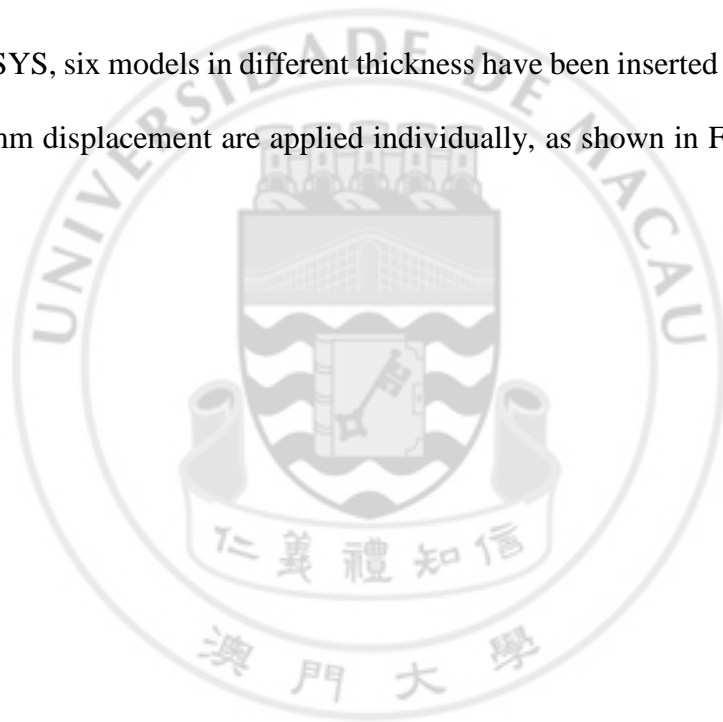 SYS, six models in different thickness have been inserted
displacement are applied individually, as shown in
UNIVERSIDADE DE MACAU
仁義禮知信
澳門大學